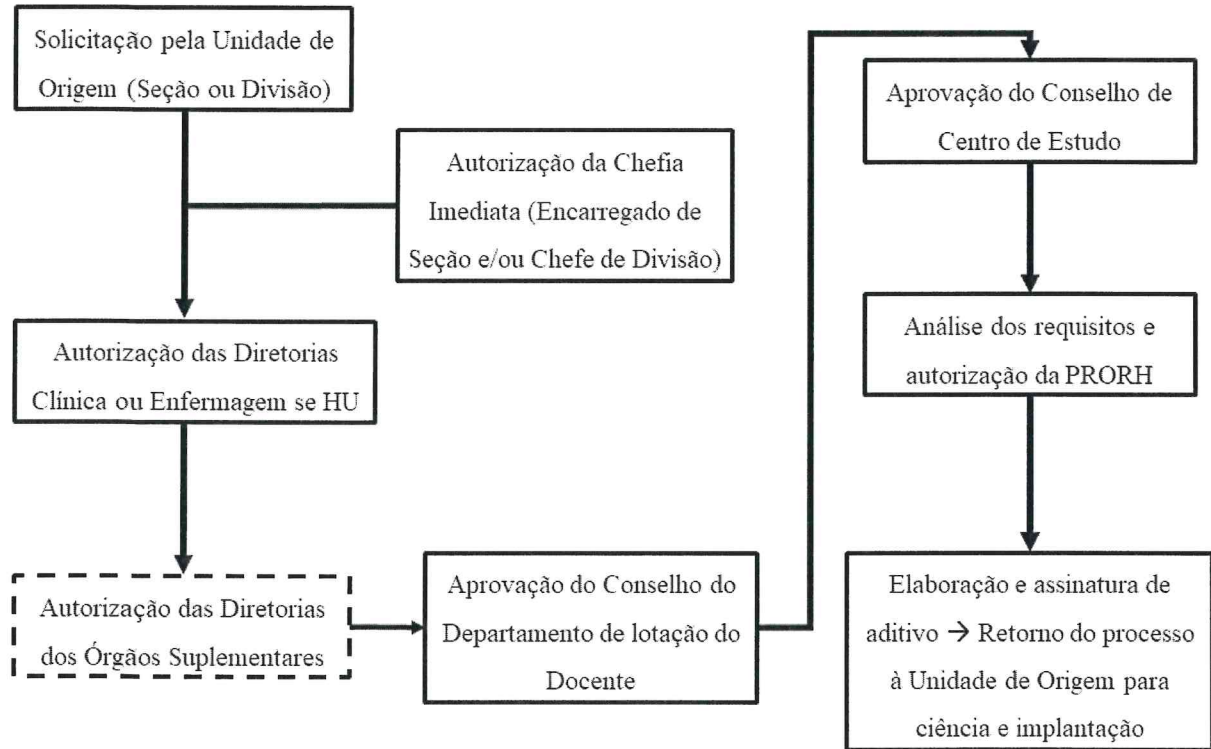 Solicitação pela Unidade de
Origem (Seção ou Divisão)
Autorização da Chefia
Imediata (Encarregado de
Seção e/ou Chefe de Divisão)
Autorização das Diretorias
Clínica ou Enfermagem se HU
Autorização das Diretorias
dos Órgãos Suplementares
Aprovação do Conselho do
Departamento de lotação do
Docente
Aprovação do Conselho de
Centro de Estudo
Análise dos requisitos e
autorização da PRORH
Elaboração e assinatura de
aditivo → Retorno do processo
à Unidade de Origem para
ciência e implantação